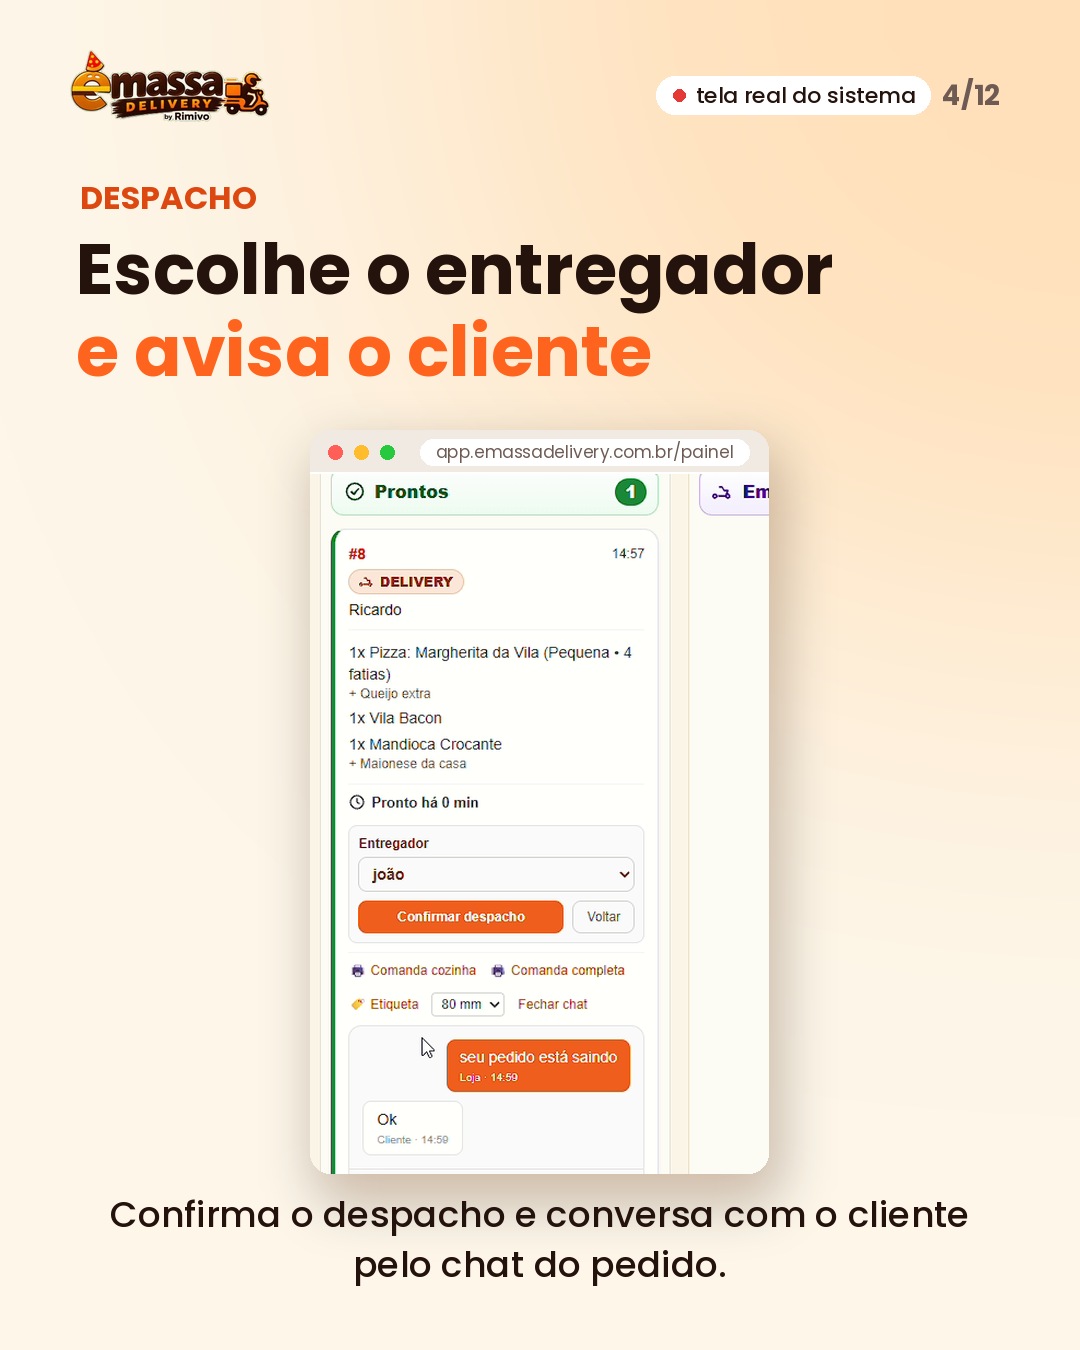 êmassa
DELIVERY
by Rimivo
tela real do sistema
4/12
DESPACHO
Escolhe o entregador
e avisa o cliente
app.emassadelivery.com.br/painel
Prontos
1
Em
#8
14:57
DELIVERY
Ricardo
1x Pizza: Margherita da Vila (Pequena • 4
fatias)
+ Queijo extra
1x Vila Bacon
1x Mandioca Crocante
+ Maionese da casa
Pronto há 0 min
Entregador
joão
Confirmar despacho
Voltar
Comanda cozinha
Comanda completa
Etiqueta
80 mm
Fechar chat
seu pedido está saindo
Loja · 14:59
Ok
Cliente · 14:59
Confirma o despacho e conversa com o cliente
pelo chat do pedido.